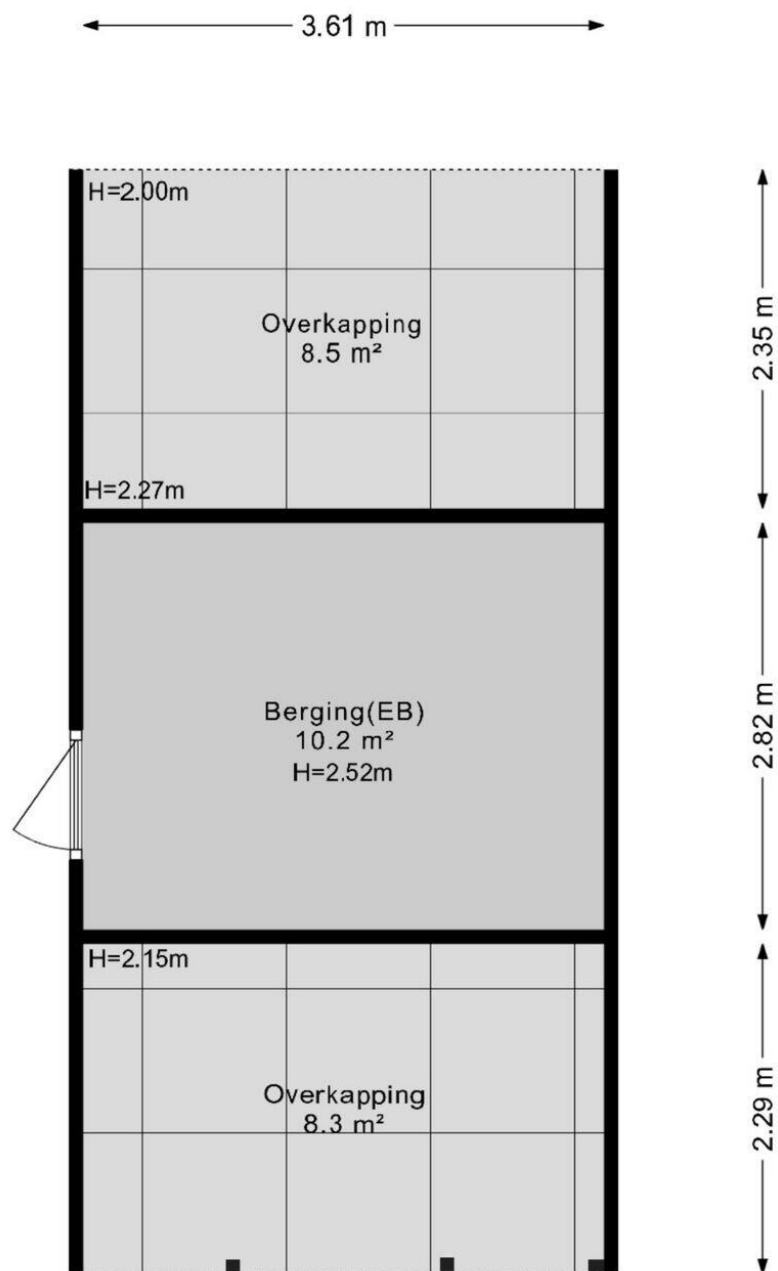 3.61 m
H=2.00m
Overkapping
8.5 m²
2.35 m
H=2.27m
Berging(EB)
10.2 m²
H=2.52m
2.82 m
H=2.15m
Overkapping
8.3 m²
2.29 m